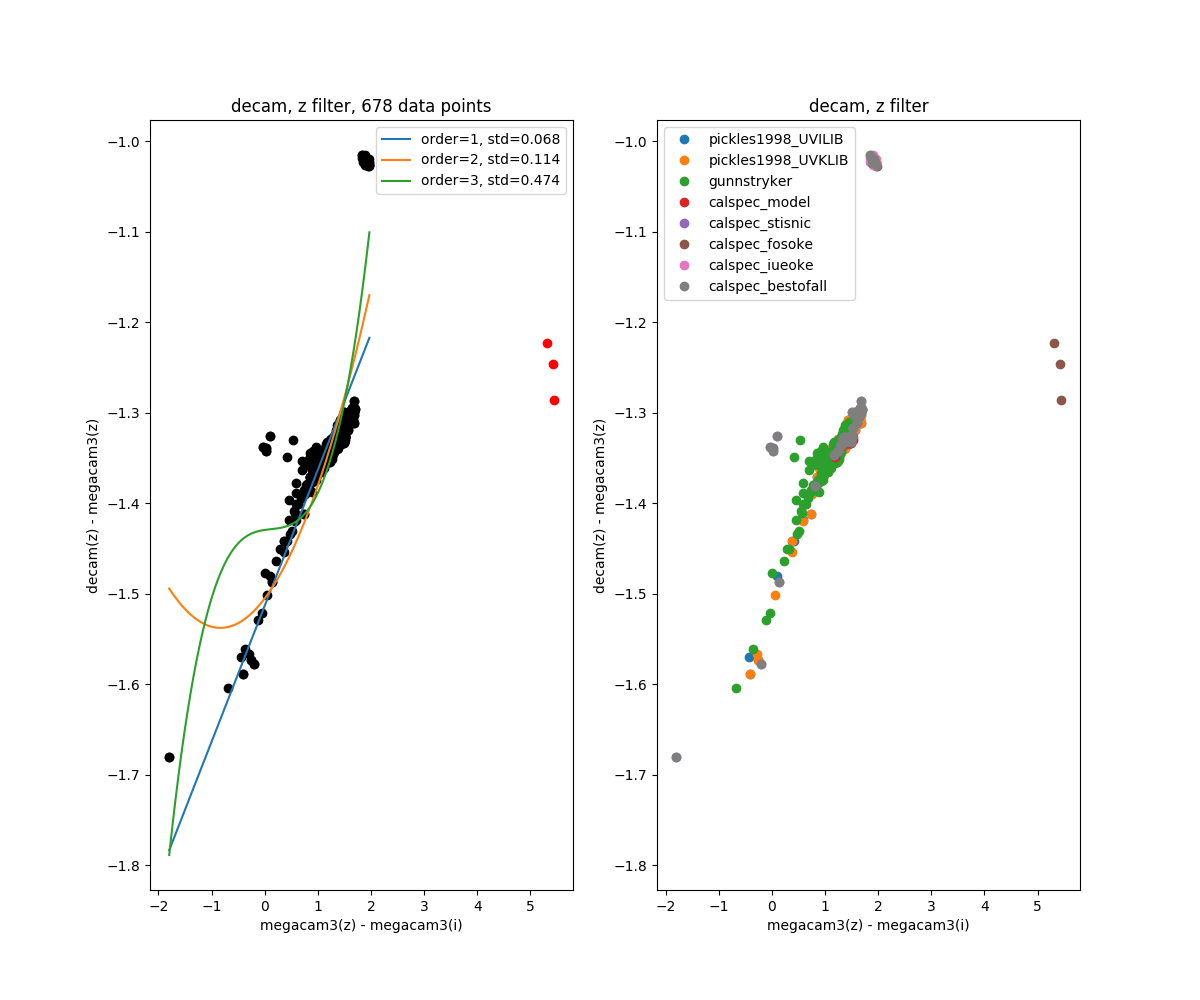 decam, z filter, 678 data points
order=1, std=0.068
order=2, std=0.114
order=3, std=0.474
−1.0
−1.1
−1.2
−1.3
−1.4
−1.5
−1.6
−1.7
−1.8
decam(z) - megacam3(z)
−2
−1
0
1
2
3
4
5
megacam3(z) - megacam3(i)
decam, z filter
pickles1998_UVILIB
pickles1998_UVKLIB
gunnstryker
calspec_model
calspec_stisnic
calspec_fosoke
calspec_iueoke
calspec_bestofall
−1.0
−1.1
−1.2
−1.3
−1.4
−1.5
−1.6
−1.7
−1.8
decam(z) - megacam3(z)
−2
−1
0
1
2
3
4
5
megacam3(z) - megacam3(i)